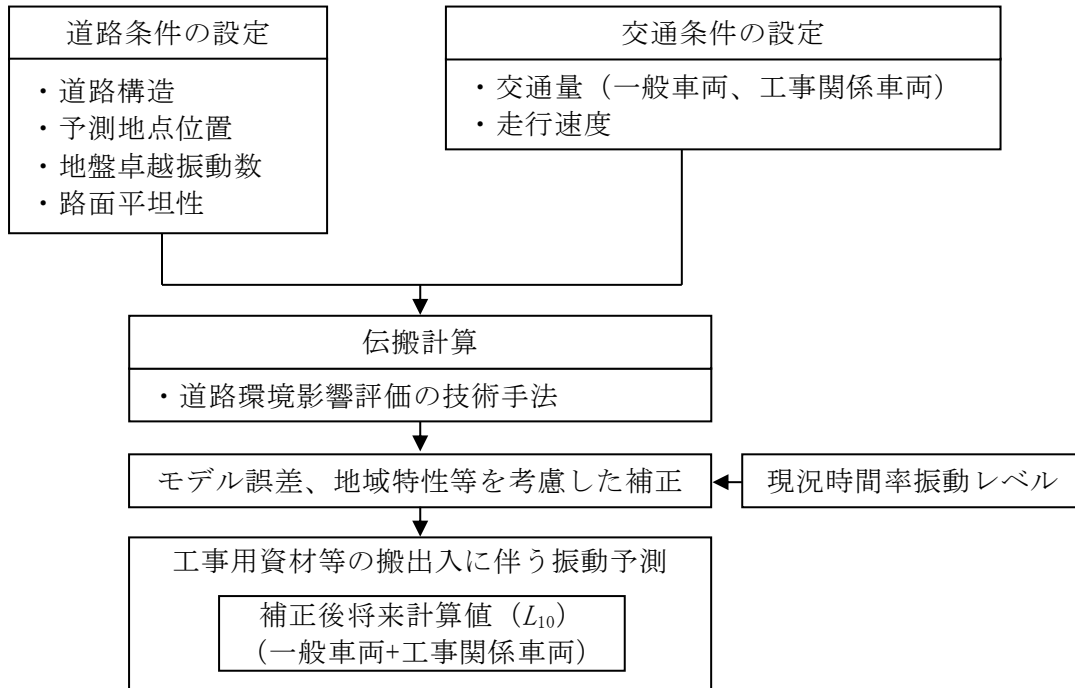 道路条件の設定
・道路構造
・予測地点位置
・地盤卓越振動数
・路面平坦性
交通条件の設定
・交通量（一般車両、工事関係車両）
・走行速度
伝搬計算
・道路環境影響評価の技術手法
モデル誤差、地域特性等を考慮した補正
現況時間率振動レベル
工事用資材等の搬出入に伴う振動予測
補正後将来計算値（L10）
（一般車両+工事関係車両）